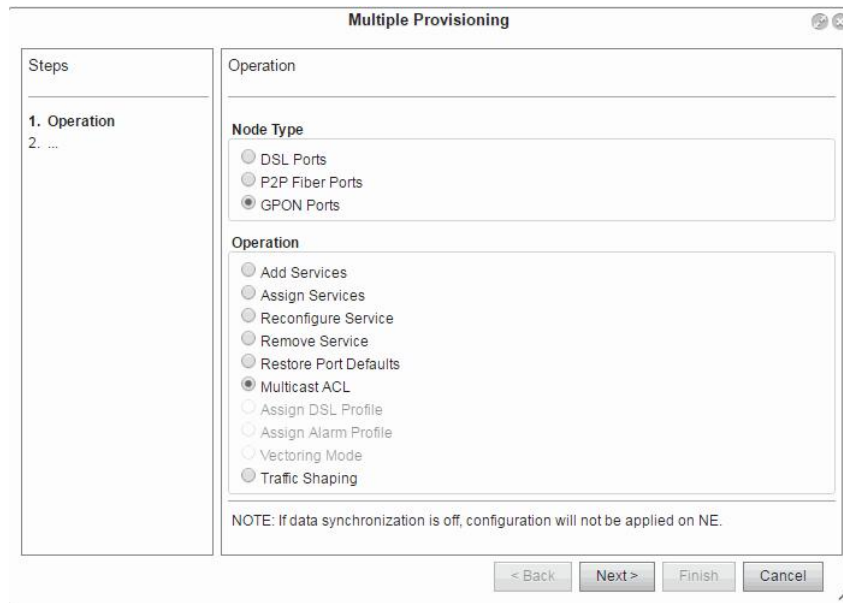 Multiple Provisioning
Steps
1. Operation
2. ...
Operation
Node Type
DSL Ports
P2P Fiber Ports
GPON Ports
Operation
Add Services
Assign Services
Reconfigure Service
Remove Service
Restore Port Defaults
Multicast ACL
Assign DSL Profile
Assign Alarm Profile
Vectoring Mode
Traffic Shaping
NOTE: If data synchronization is off, configuration will not be applied on NE.
< Back
Next >
Finish
Cancel